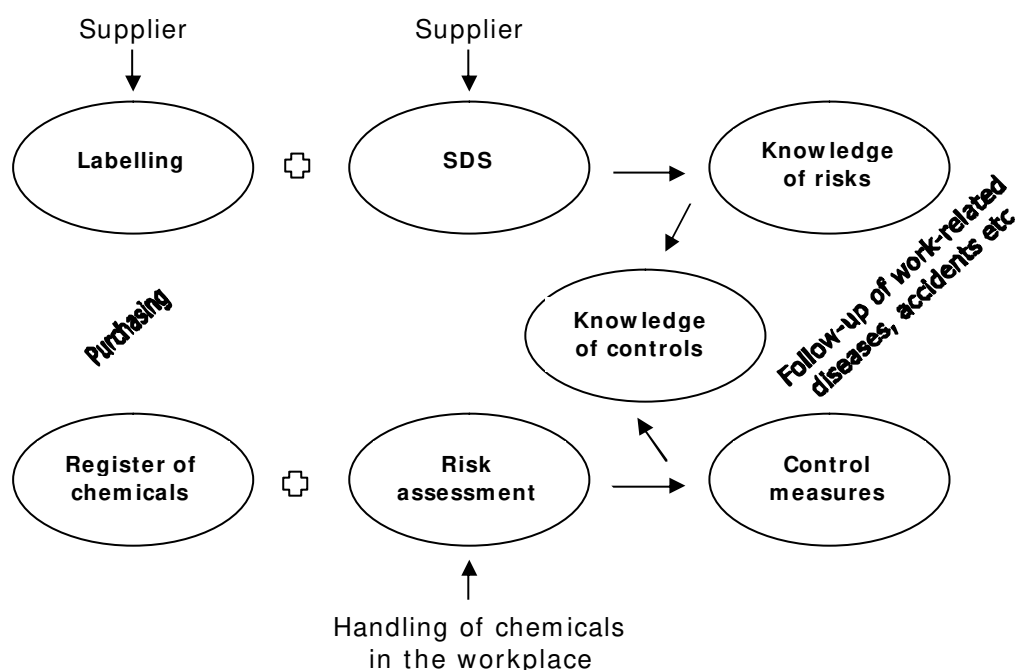 Supplier
Supplier
Labelling
SDS
Knowledge
of risks
Purchasing
Knowledge
of controls
Follow-up of work-related
diseases, accidents etc
Register of
chemicals
Risk
assessment
Control
measures
Handling of chemicals
in the workplace